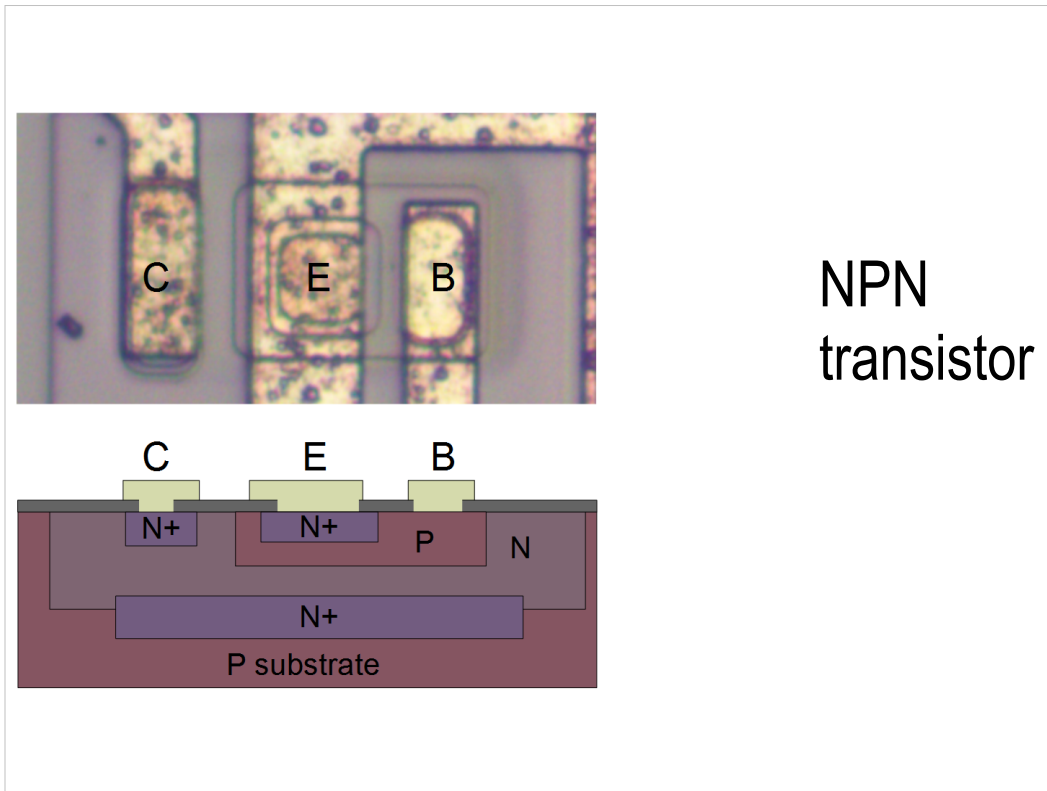 C E B
NPN
transistor
C E B
N+ N+ P N
N+
P substrate